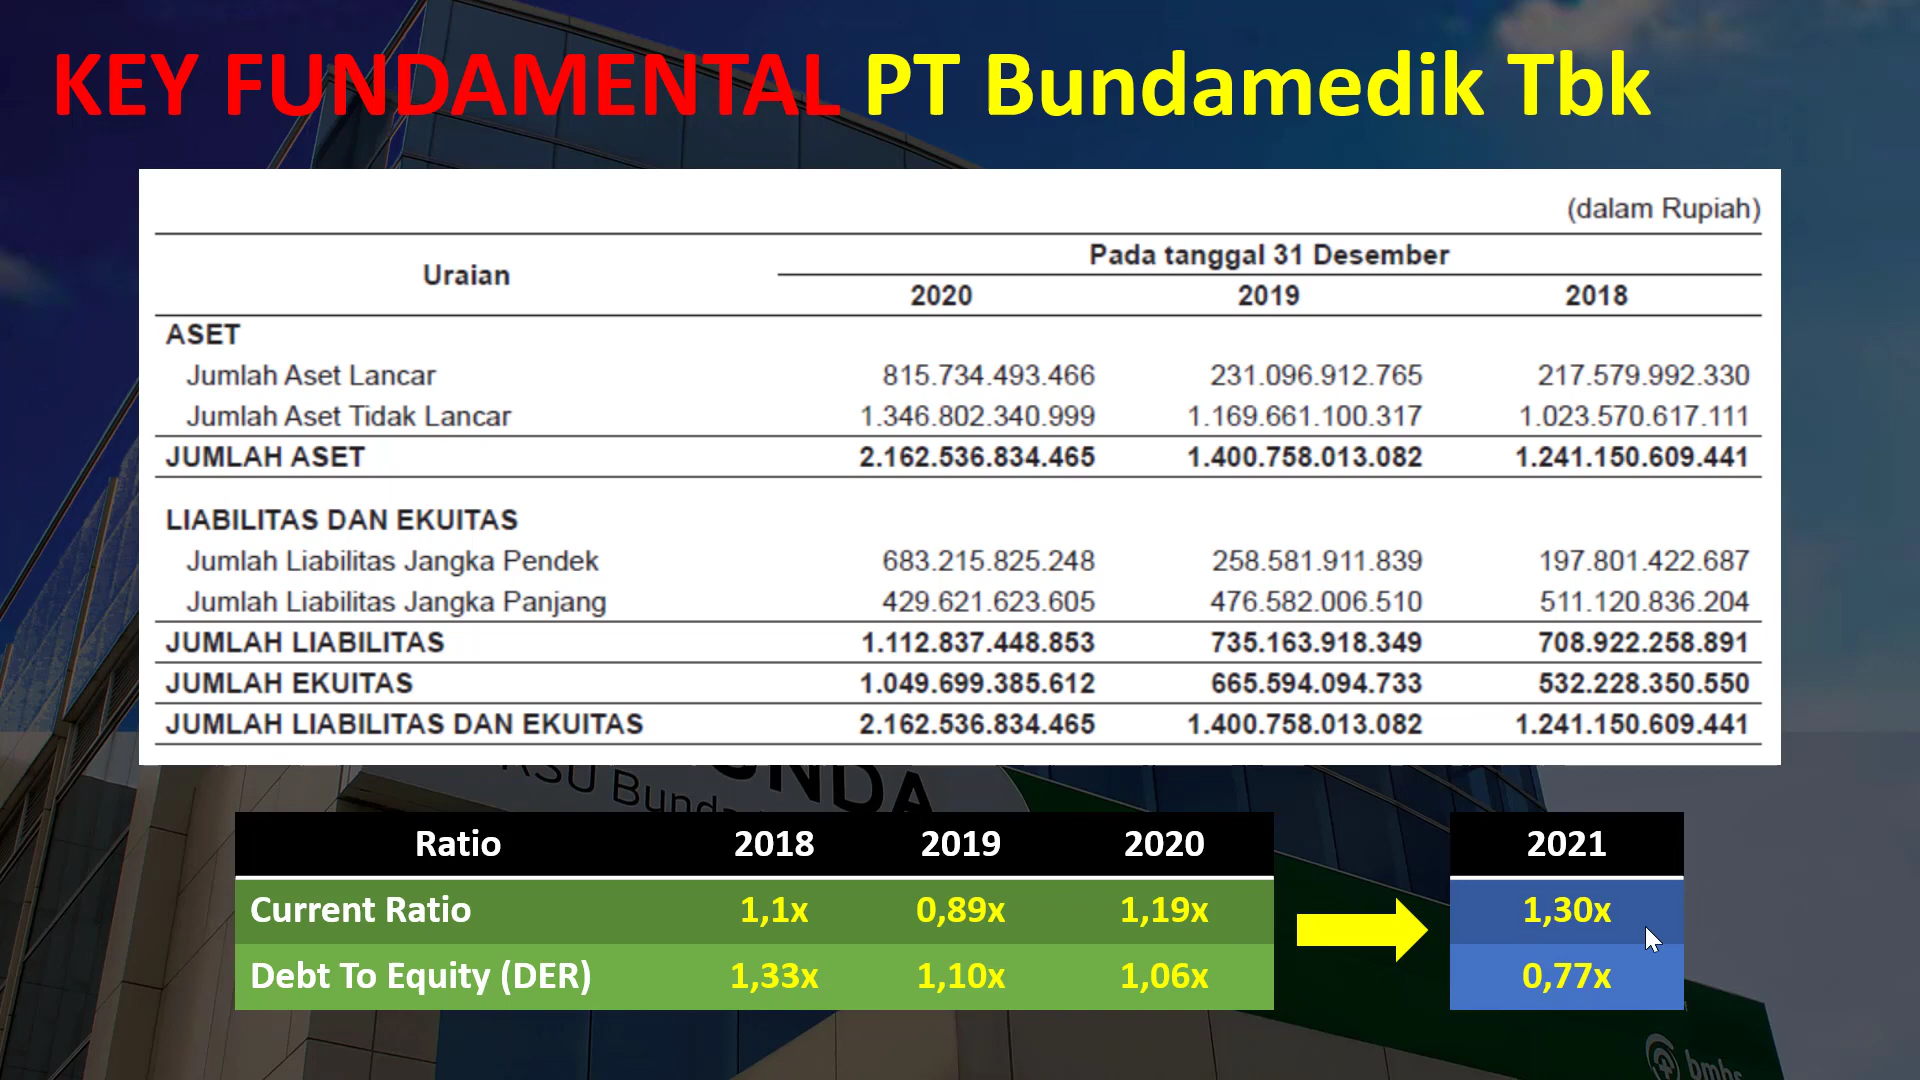 KEY FUNDAMENTAL PT Bundamedik Tbk
(dalam Rupiah)
Uraian Pada tanggal 31 Desember
2020 2019 2018
ASET
Jumlah Aset Lancar 815.734.493.466 231.096.912.765 217.579.992.330
Jumlah Aset Tidak Lancar 1.346.802.340.999 1.169.661.100.317 1.023.570.617.111
JUMLAH ASET 2.162.536.834.465 1.400.758.013.082 1.241.150.609.441
LIABILITAS DAN EKUITAS
Jumlah Liabilitas Jangka Pendek 683.215.825.248 258.581.911.839 197.801.422.687
Jumlah Liabilitas Jangka Panjang 429.621.623.605 476.582.006.510 511.120.836.204
JUMLAH LIABILITAS 1.112.837.448.853 735.163.918.349 708.922.258.891
JUMLAH EKUITAS 1.049.699.385.612 665.594.094.733 532.228.350.550
JUMLAH LIABILITAS DAN EKUITAS 2.162.536.834.465 1.400.758.013.082 1.241.150.609.441
Ratio 2018 2019 2020 2021
Current Ratio 1,1x 0,89x 1,19x 1,30x
Debt To Equity (DER) 1,33x 1,10x 1,06x 0,77x